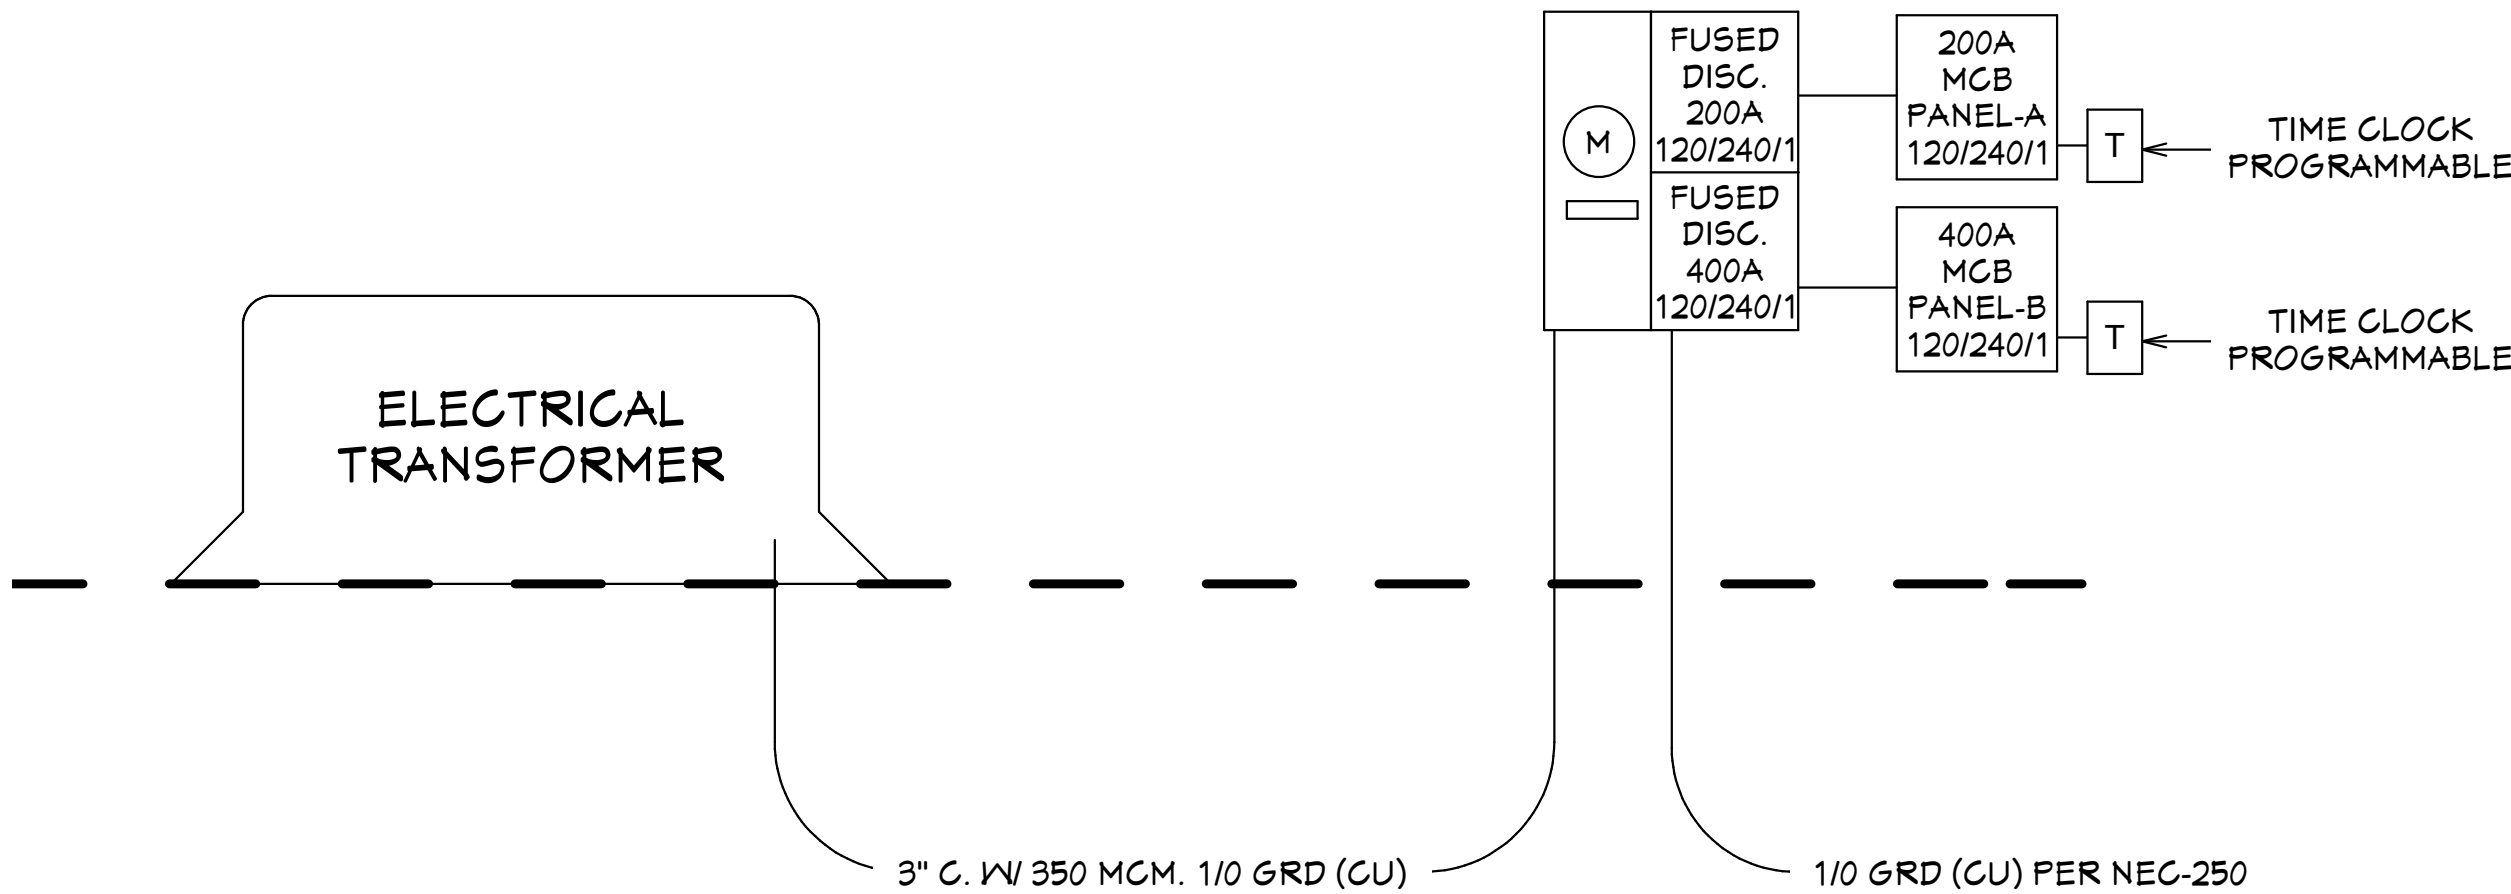 FUSED
DISC.
200A
120/240/1
200A
MCB
PANEL-A
120/240/1
M
T
TIME CLOCK
PROGRAMMABLE
FUSED
DISC.
400A
120/240/1
400A
MCB
PANEL-B
120/240/1
T
TIME CLOCK
PROGRAMMABLE
ELECTRICAL
TRANSFORMER
3" C. W/ 350 MCM. 1/0 GRD (CU)
1/0 GRD (CU) PER NEC-250